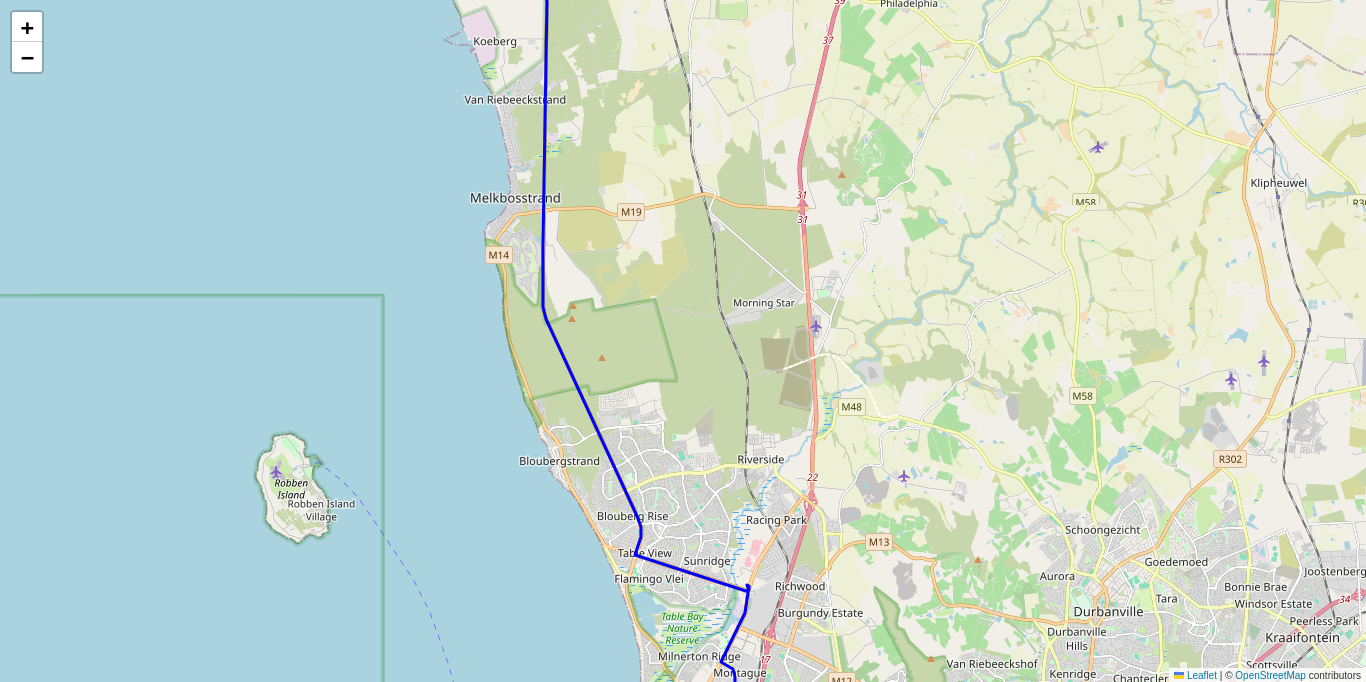 +
−
39
Philadelphia
37
Koeberg
Van Riebeeckstrand
M58
Klipheuwel
Melkbosstrand
31
M19
31
M14
Morning Star
M58
M48
Riverside
Bloubergstrand
R302
22
Robben
Island
Robben Island
Village
Blouberg Rise
Racing Park
Schoongezicht
M13
Table View
Sunridge
Goedemoed
Flamingo Vlei
Aurora
Joostenberg
Richwood
Bonnie Brae
Tara
34
Windsor Estate
Table Bay
Nature
Reserve
Burgundy Estate
Durbanville
Peerless Park
Durbanville
Hills
Kraaifontein
Milnerton Ridge
17
Van Riebeeckshof
Scottsville
Montague
M12
Kenridge
Chantecler
Leaflet | © OpenStreetMap contributors